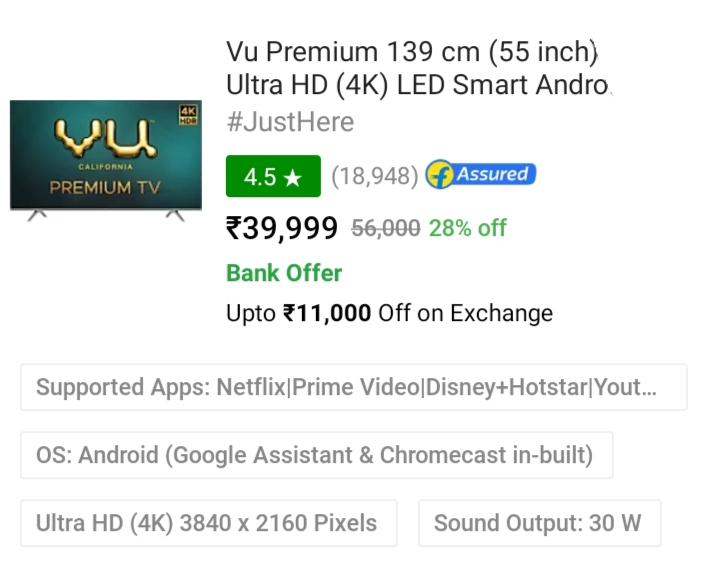 Vu Premium 139 cm (55 inch)
Ultra HD (4K) LED Smart Andro
#JustHere
4K
HDR
Vu
CALIFORNIA
PREMIUM TV
4.5 ★ (18,948) f Assured
₹39,999 56,000 28% off
Bank Offer
Upto ₹11,000 Off on Exchange
Supported Apps: Netflix|Prime Video|Disney+Hotstar|Yout...
OS: Android (Google Assistant & Chromecast in-built)
Ultra HD (4K) 3840 x 2160 Pixels
Sound Output: 30 W